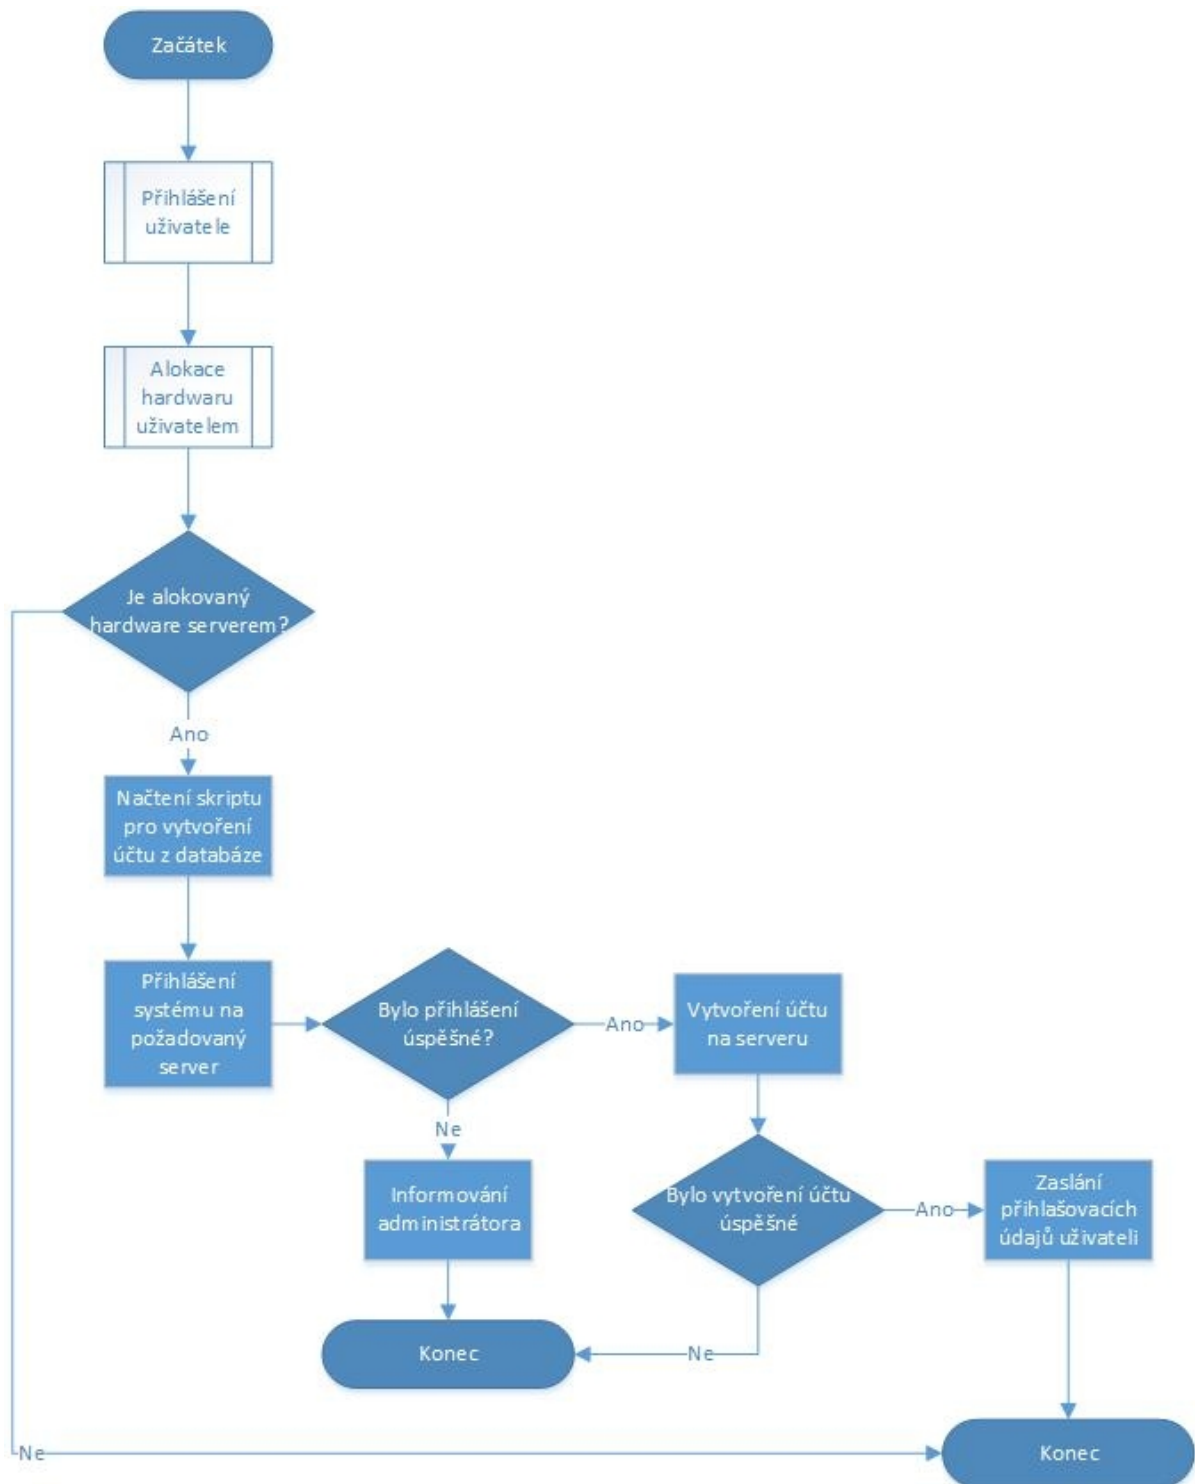 Začátek
Přihlášení
uživatele
Alokace
hardwaru
uživatelem
Je alokovaný
hardware serverem?
Ano
Načtení skriptu
pro vytvoření
účtu z databáze
Přihlášení
systému na
požadovaný
server
Bylo přihlášení
úspěšné?
Ano
Vytvoření účtu
na serveru
Ne
Informování
administrátora
Bylo vytvoření účtu
úspěšné
Ano
Zaslání
přihlašovacích
údajů uživateli
Konec
Ne
Ne
Konec